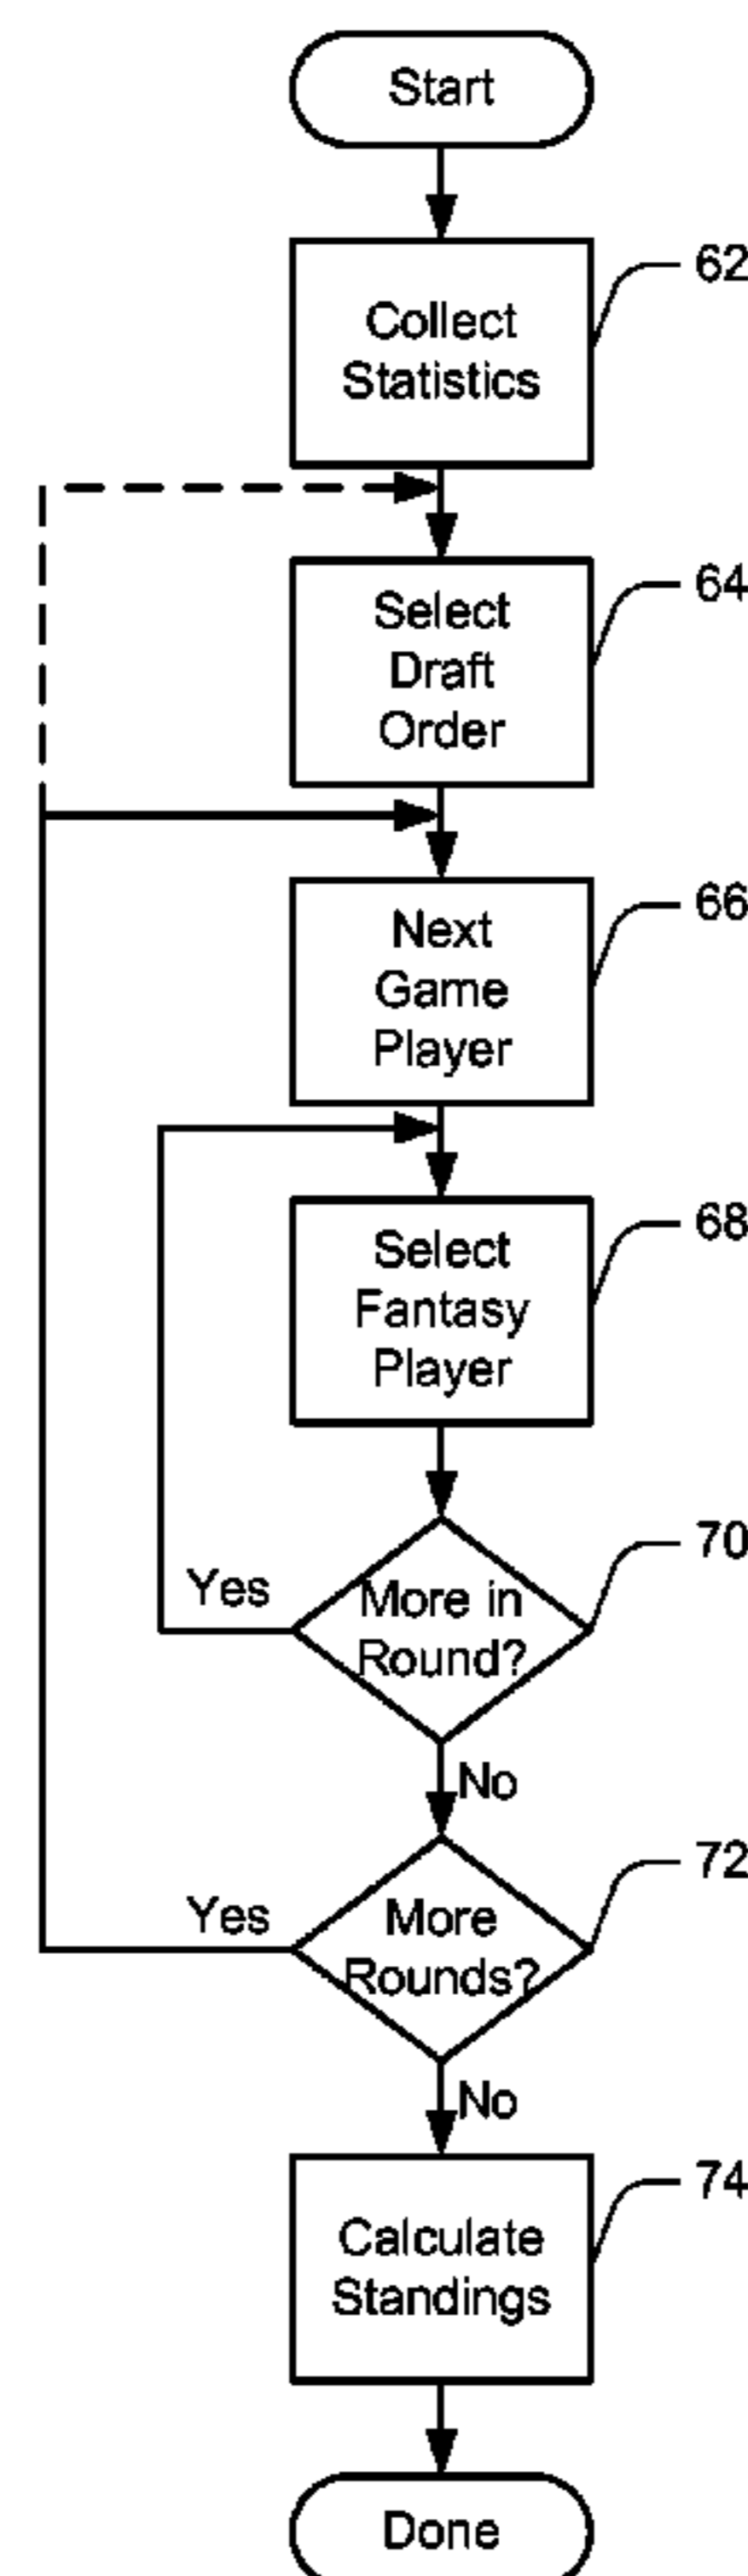 Start
62
Collect
Statistics
64
Select
Draft
Order
66
Next
Game
Player
68
Select
Fantasy
Player
70
Yes
More in
Round?
No
72
Yes
More
Rounds?
No
74
Calculate
Standings
Done